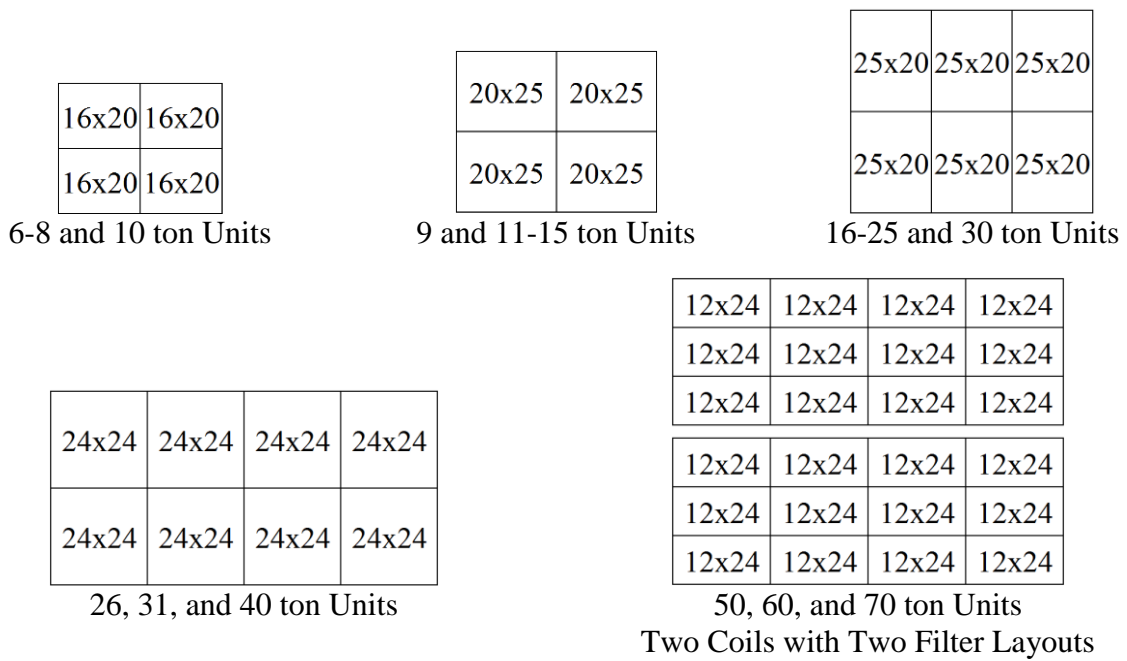 16x20 16x20
16x20 16x20
6-8 and 10 ton Units
20x25 20x25
20x25 20x25
9 and 11-15 ton Units
25x20 25x20 25x20
25x20 25x20 25x20
16-25 and 30 ton Units
24x24 24x24 24x24 24x24
24x24 24x24 24x24 24x24
26, 31, and 40 ton Units
12x24 12x24 12x24 12x24
12x24 12x24 12x24 12x24
12x24 12x24 12x24 12x24
12x24 12x24 12x24 12x24
12x24 12x24 12x24 12x24
12x24 12x24 12x24 12x24
50, 60, and 70 ton Units
Two Coils with Two Filter Layouts